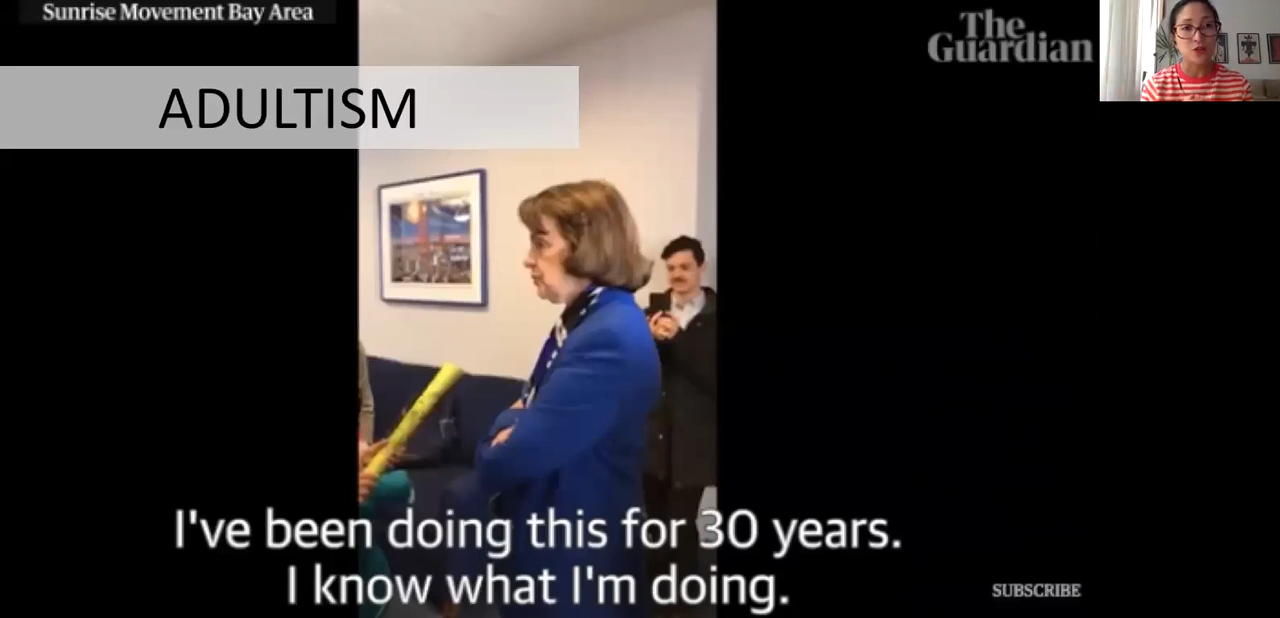 Sunrise Movement Bay Area
The
Guardian
ADULTISM
I've been doing this for 30 years.
I know what I'm doing.
SUBSCRIBE